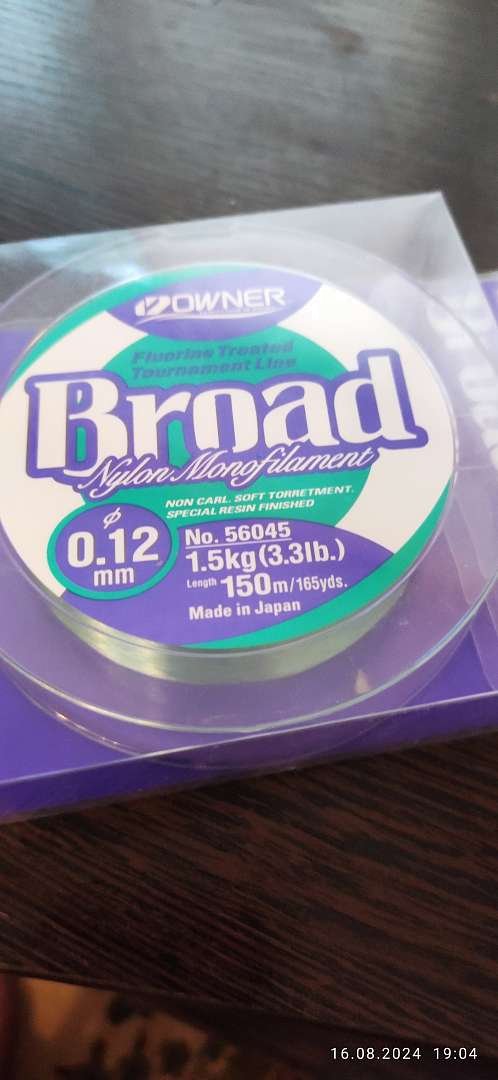 OWNER
Fluorine Treated
Tournament Line
Broad
Nylon Monofilament
NON CARL. SOFT TORRETMENT.
SPECIAL RESIN FINISHED
φ
0.12
mm
No. 56045
1.5kg(3.3lb.)
Length 150m/165yds.
Made in Japan
16.08.2024 19:04